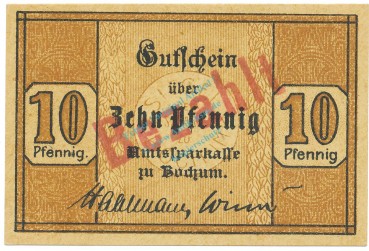 Gutschein
über
Zehn Pfennig
Amtssparkasse
zu Bochum.
10
Pfennig.
10
Pfennig.
Bezahlt